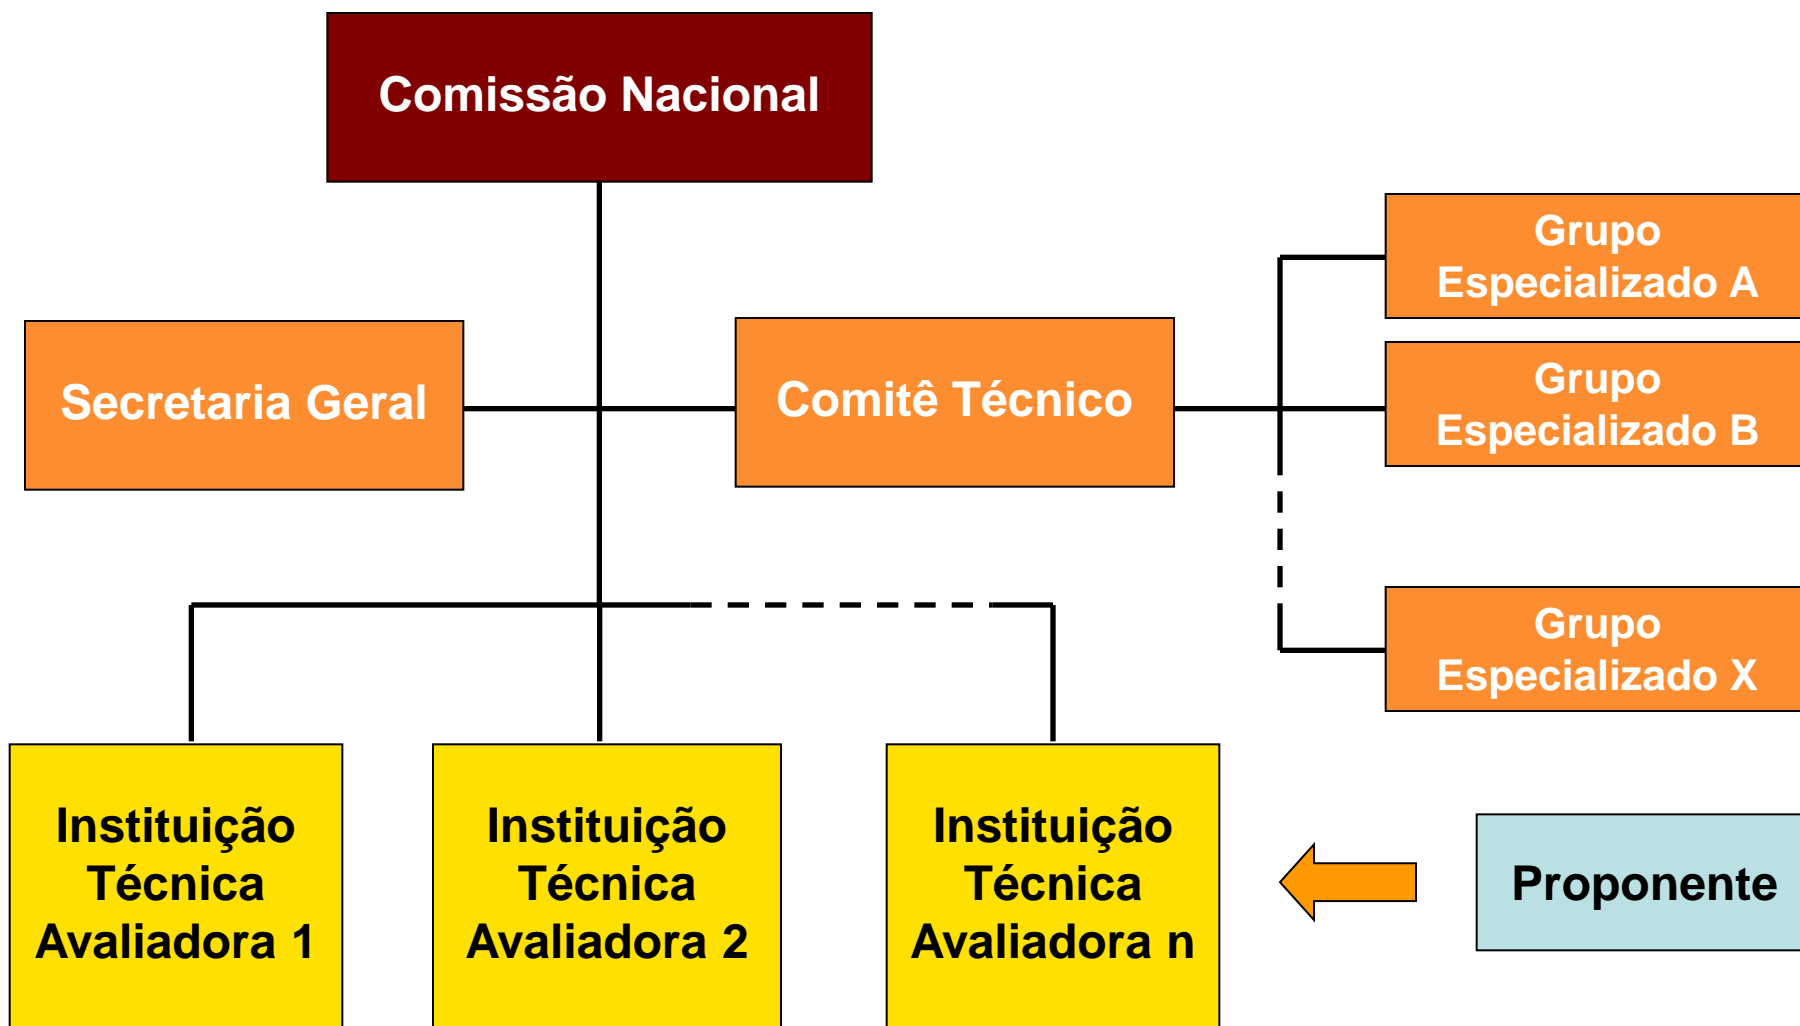 Comissão Nacional
Grupo
Especializado A
Secretaria Geral
Comitê Técnico
Grupo
Especializado B
Grupo
Especializado X
Instituição
Técnica
Avaliadora 1
Instituição
Técnica
Avaliadora 2
Instituição
Técnica
Avaliadora n
Proponente